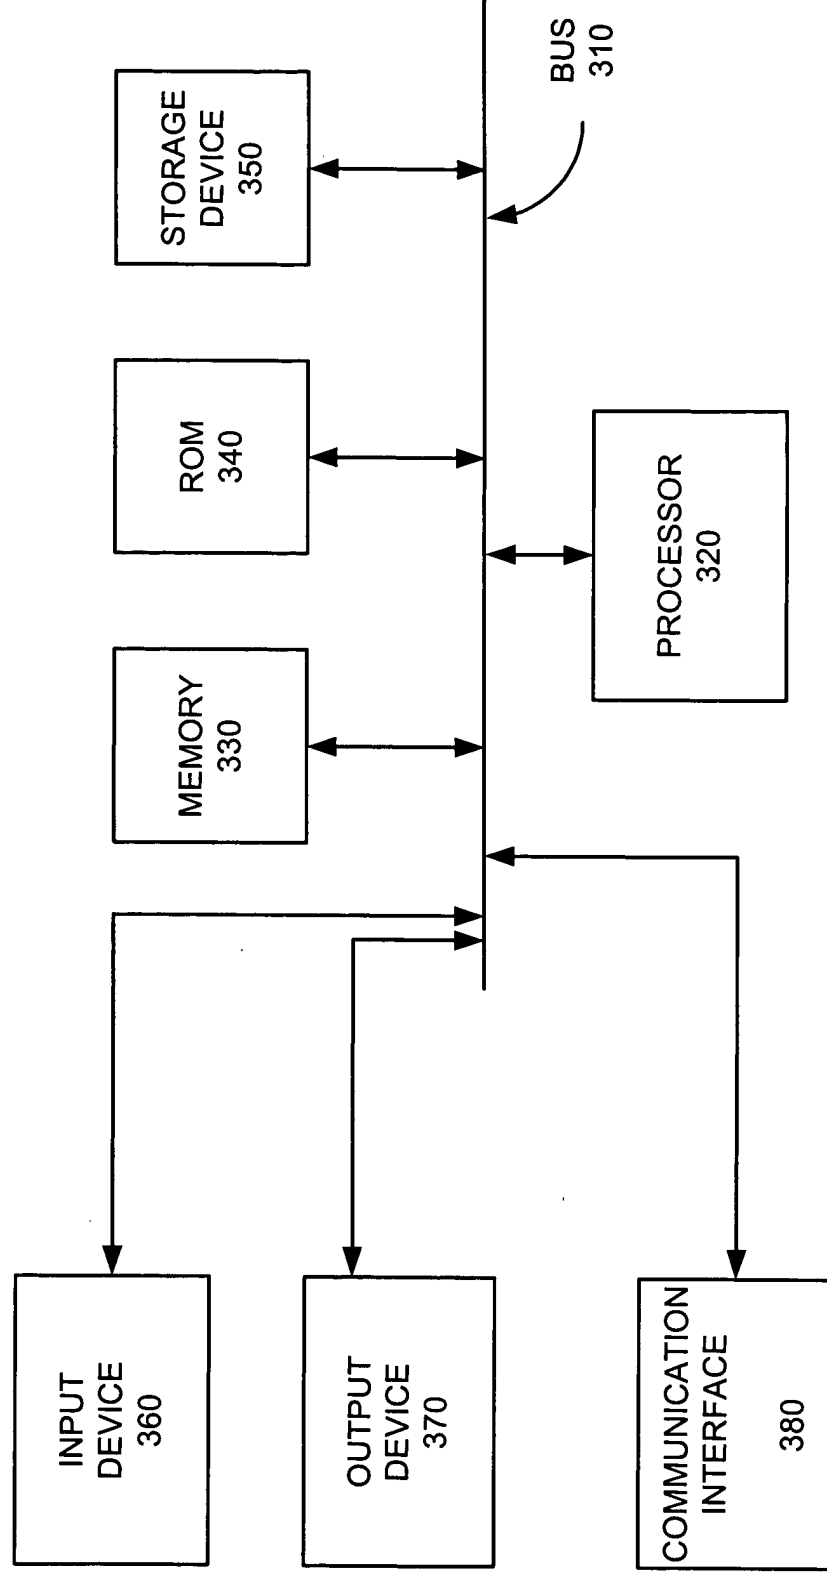 INPUT
DEVICE
360
MEMORY
330
ROM
340
STORAGE
DEVICE
350
OUTPUT
DEVICE
370
BUS
310
COMMUNICATION
INTERFACE
380
PROCESSOR
320